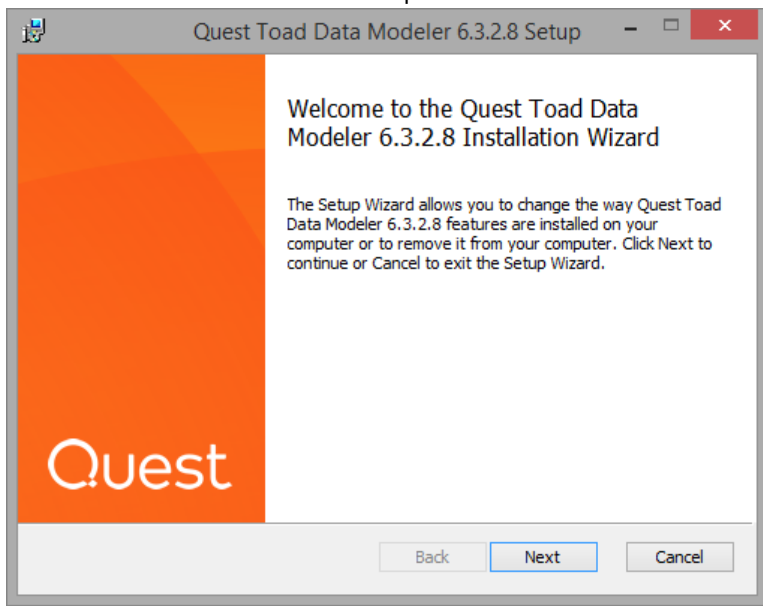 Quest Toad Data Modeler 6.3.2.8 Setup
Welcome to the Quest Toad Data
Modeler 6.3.2.8 Installation Wizard
The Setup Wizard allows you to change the way Quest Toad
Data Modeler 6.3.2.8 features are installed on your
computer or to remove it from your computer. Click Next to
continue or Cancel to exit the Setup Wizard.
Quest
Back Next Cancel